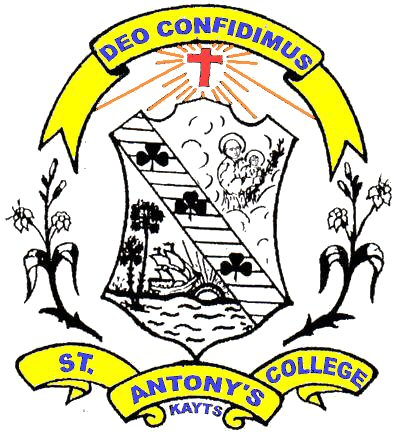 DEO CONFIDIMUS
ST. ANTONY'S COLLEGE
KAYTS